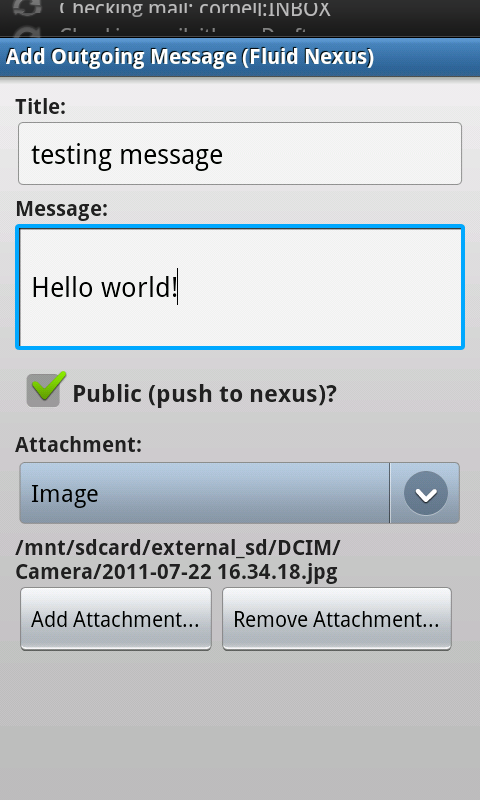 Checking mail: cornell:INBOX
Add Outgoing Message (Fluid Nexus)
Title:
testing message
Message:
Hello world!
Public (push to nexus)?
Attachment:
Image
/mnt/sdcard/external_sd/DCIM/
Camera/2011-07-22 16.34.18.jpg
Add Attachment... Remove Attachment...